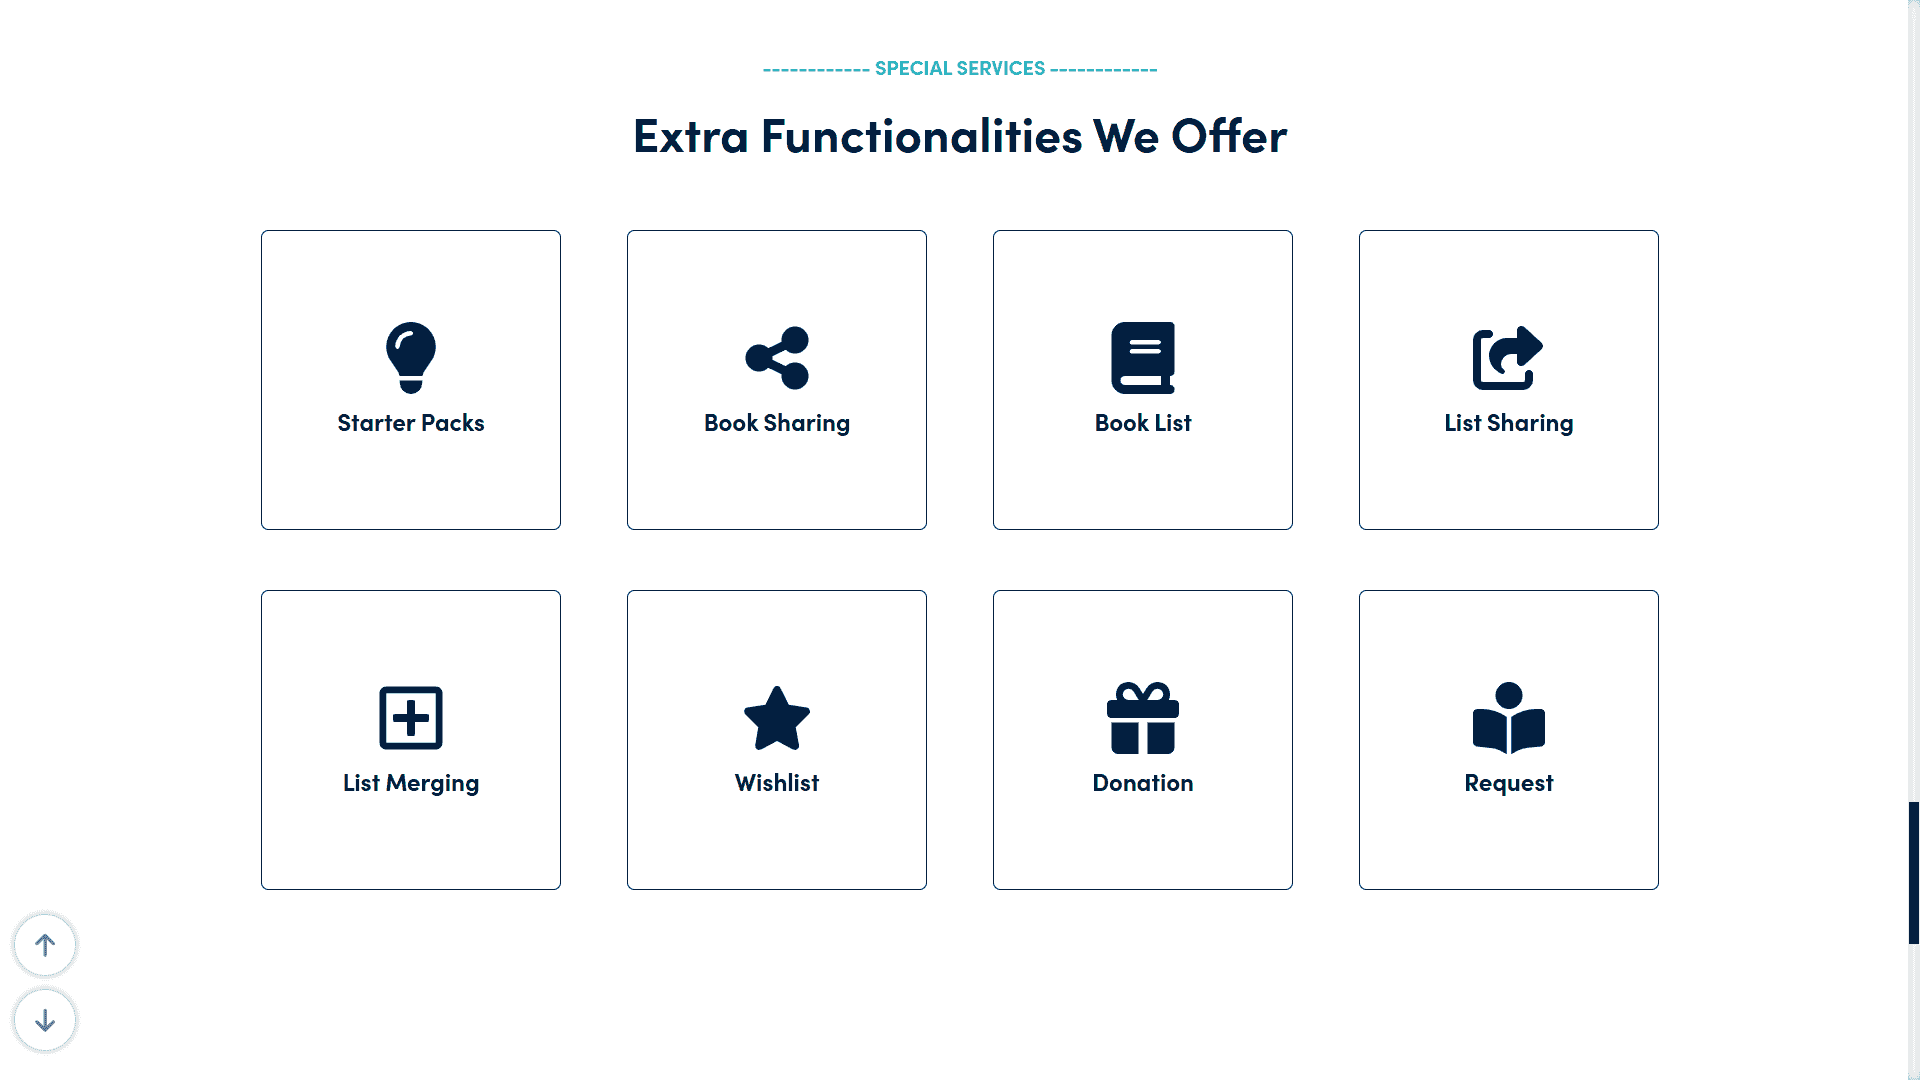 ------------ SPECIAL SERVICES ------------
Extra Functionalities We Offer
Starter Packs
Book Sharing
Book List
List Sharing
List Merging
Wishlist
Donation
Request